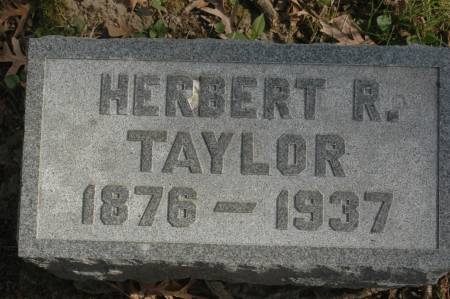 HERBERT R.
TAYLOR
1876 — 1937